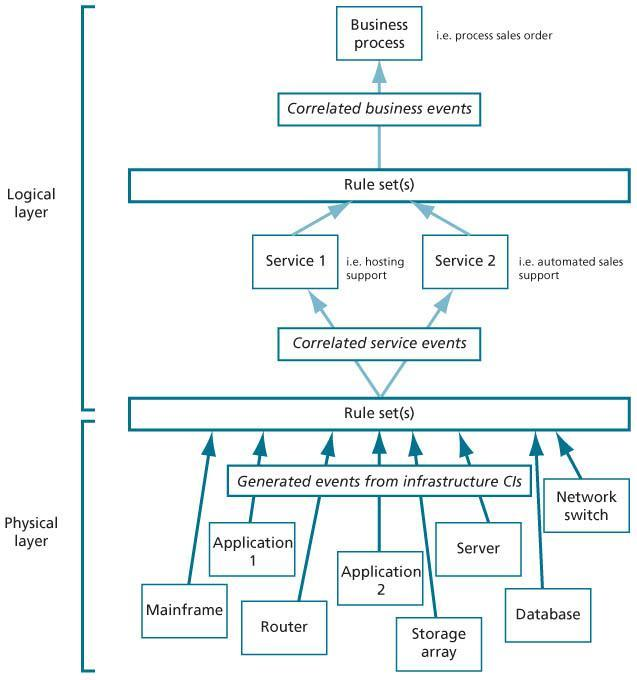 Business
process
i.e. process sales order
Correlated business events
Rule set(s)
Logical
layer
Service 1
i.e. hosting
support
Service 2
i.e. automated sales
support
Correlated service events
Rule set(s)
Generated events from infrastructure CIs
Physical
layer
Network
switch
Application
1
Server
Application
2
Mainframe
Router
Database
Storage
array